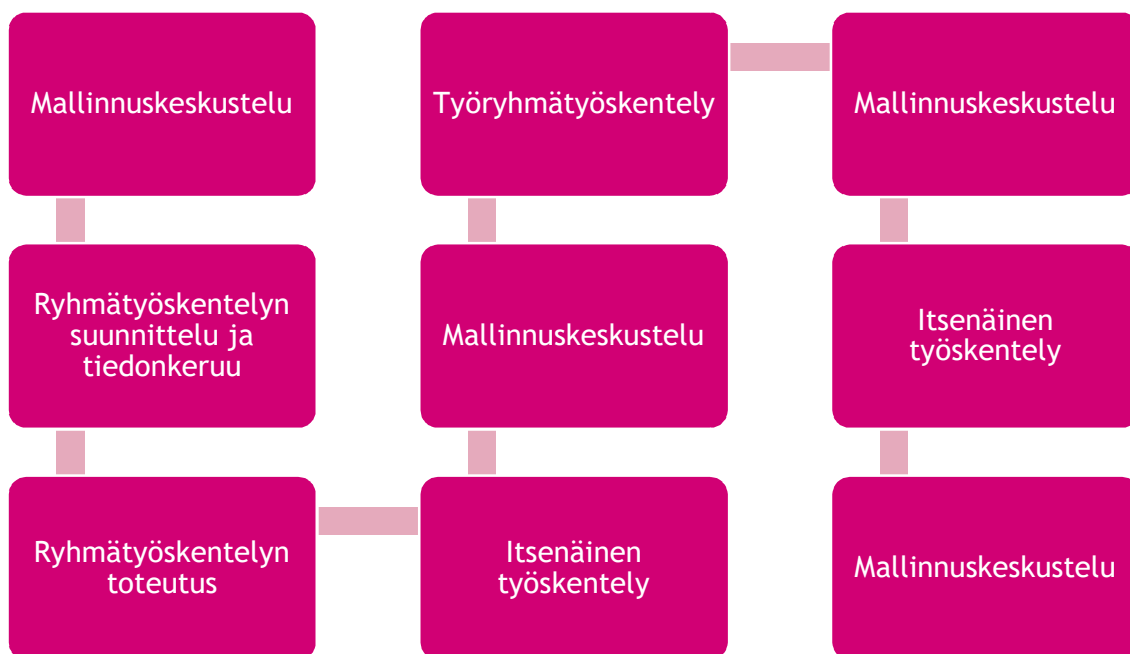 Mallinnuskeskustelu
Ryhmätyöskentelyn
suunnittelu ja
tiedonkeruu
Ryhmätyöskentelyn
toteutus
Itsenäinen
työskentely
Mallinnuskeskustelu
Työryhmätyöskentely
Mallinnuskeskustelu
Itsenäinen
työskentely
Mallinnuskeskustelu